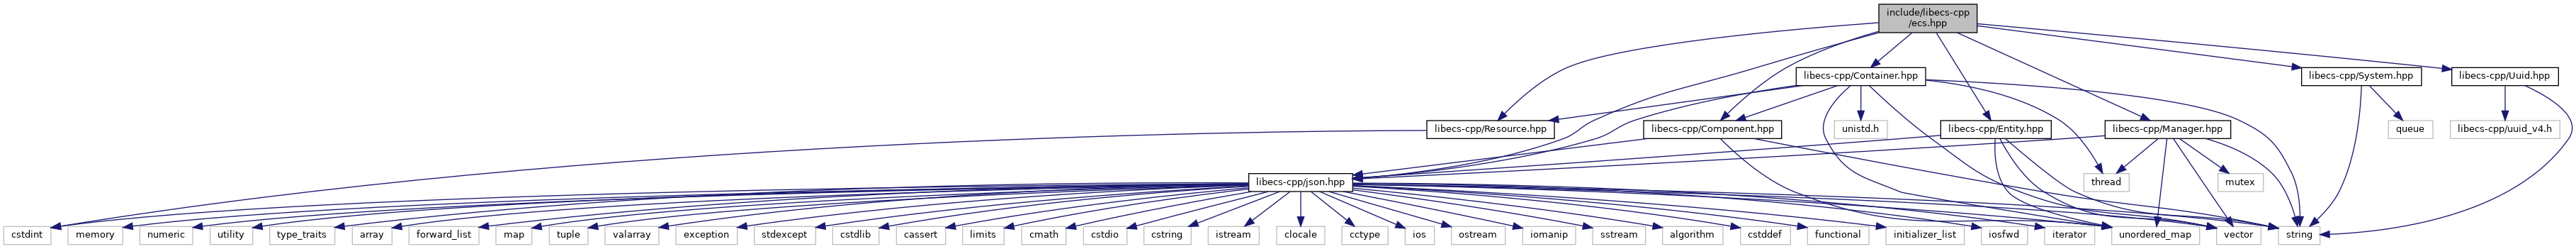 include/libecs-cpp
/ecs.hpp
libecs-cpp/Container.hpp
libecs-cpp/System.hpp
libecs-cpp/Uuid.hpp
libecs-cpp/Resource.hpp
libecs-cpp/Component.hpp
unistd.h
libecs-cpp/Entity.hpp
libecs-cpp/Manager.hpp
queue
libecs-cpp/uuid_v4.h
libecs-cpp/json.hpp
thread
mutex
cstdint
memory
numeric
utility
type_traits
array
forward_list
map
tuple
valarray
exception
stdexcept
cstdlib
cassert
limits
cmath
cstdio
cstring
istream
clocale
cctype
ios
ostream
iomanip
sstream
algorithm
cstddef
functional
initializer_list
iosfwd
iterator
unordered_map
vector
string